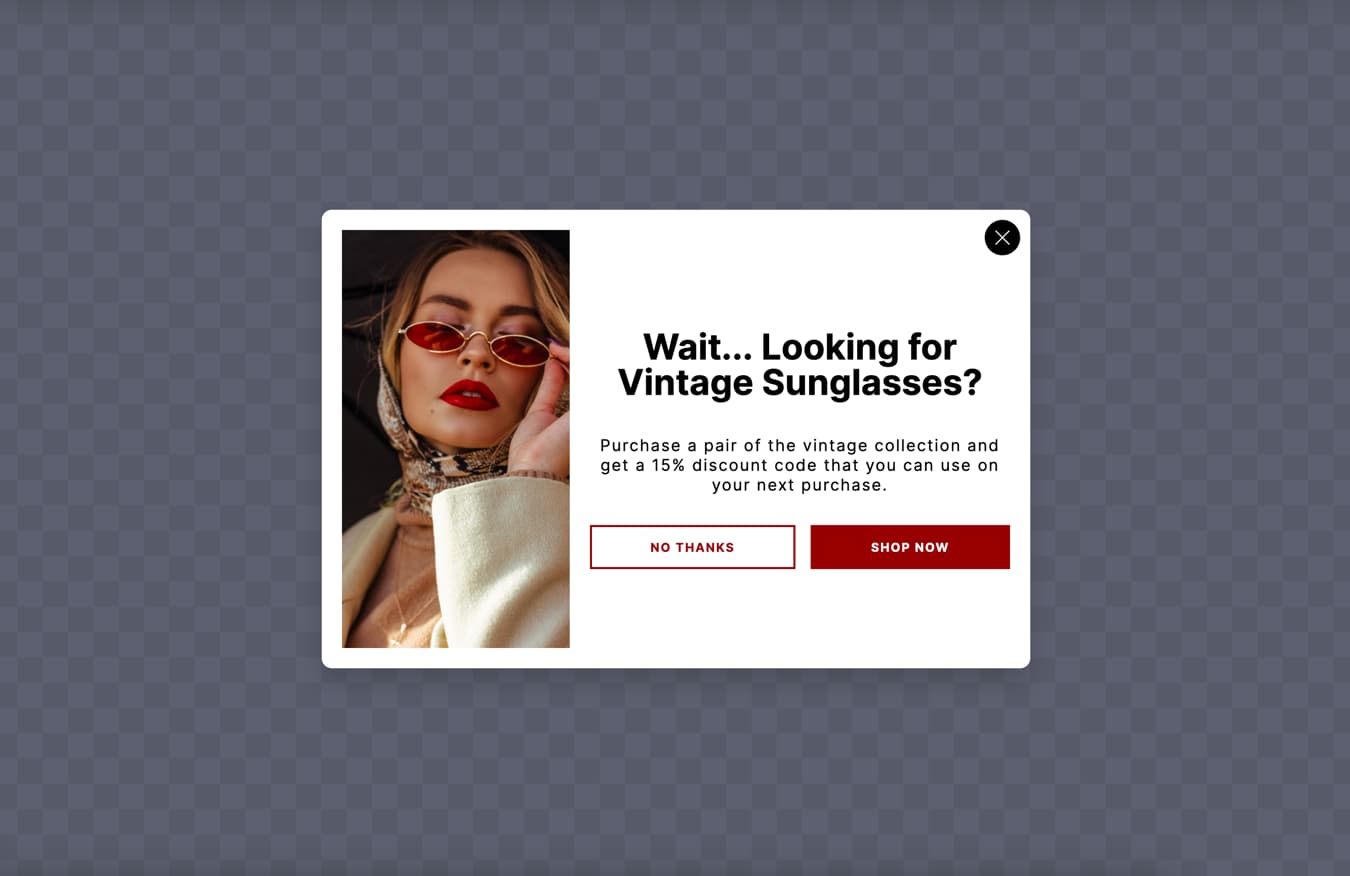 Wait... Looking for
Vintage Sunglasses?
Purchase a pair of the vintage collection and
get a 15% discount code that you can use on
your next purchase.
NO THANKS
SHOP NOW